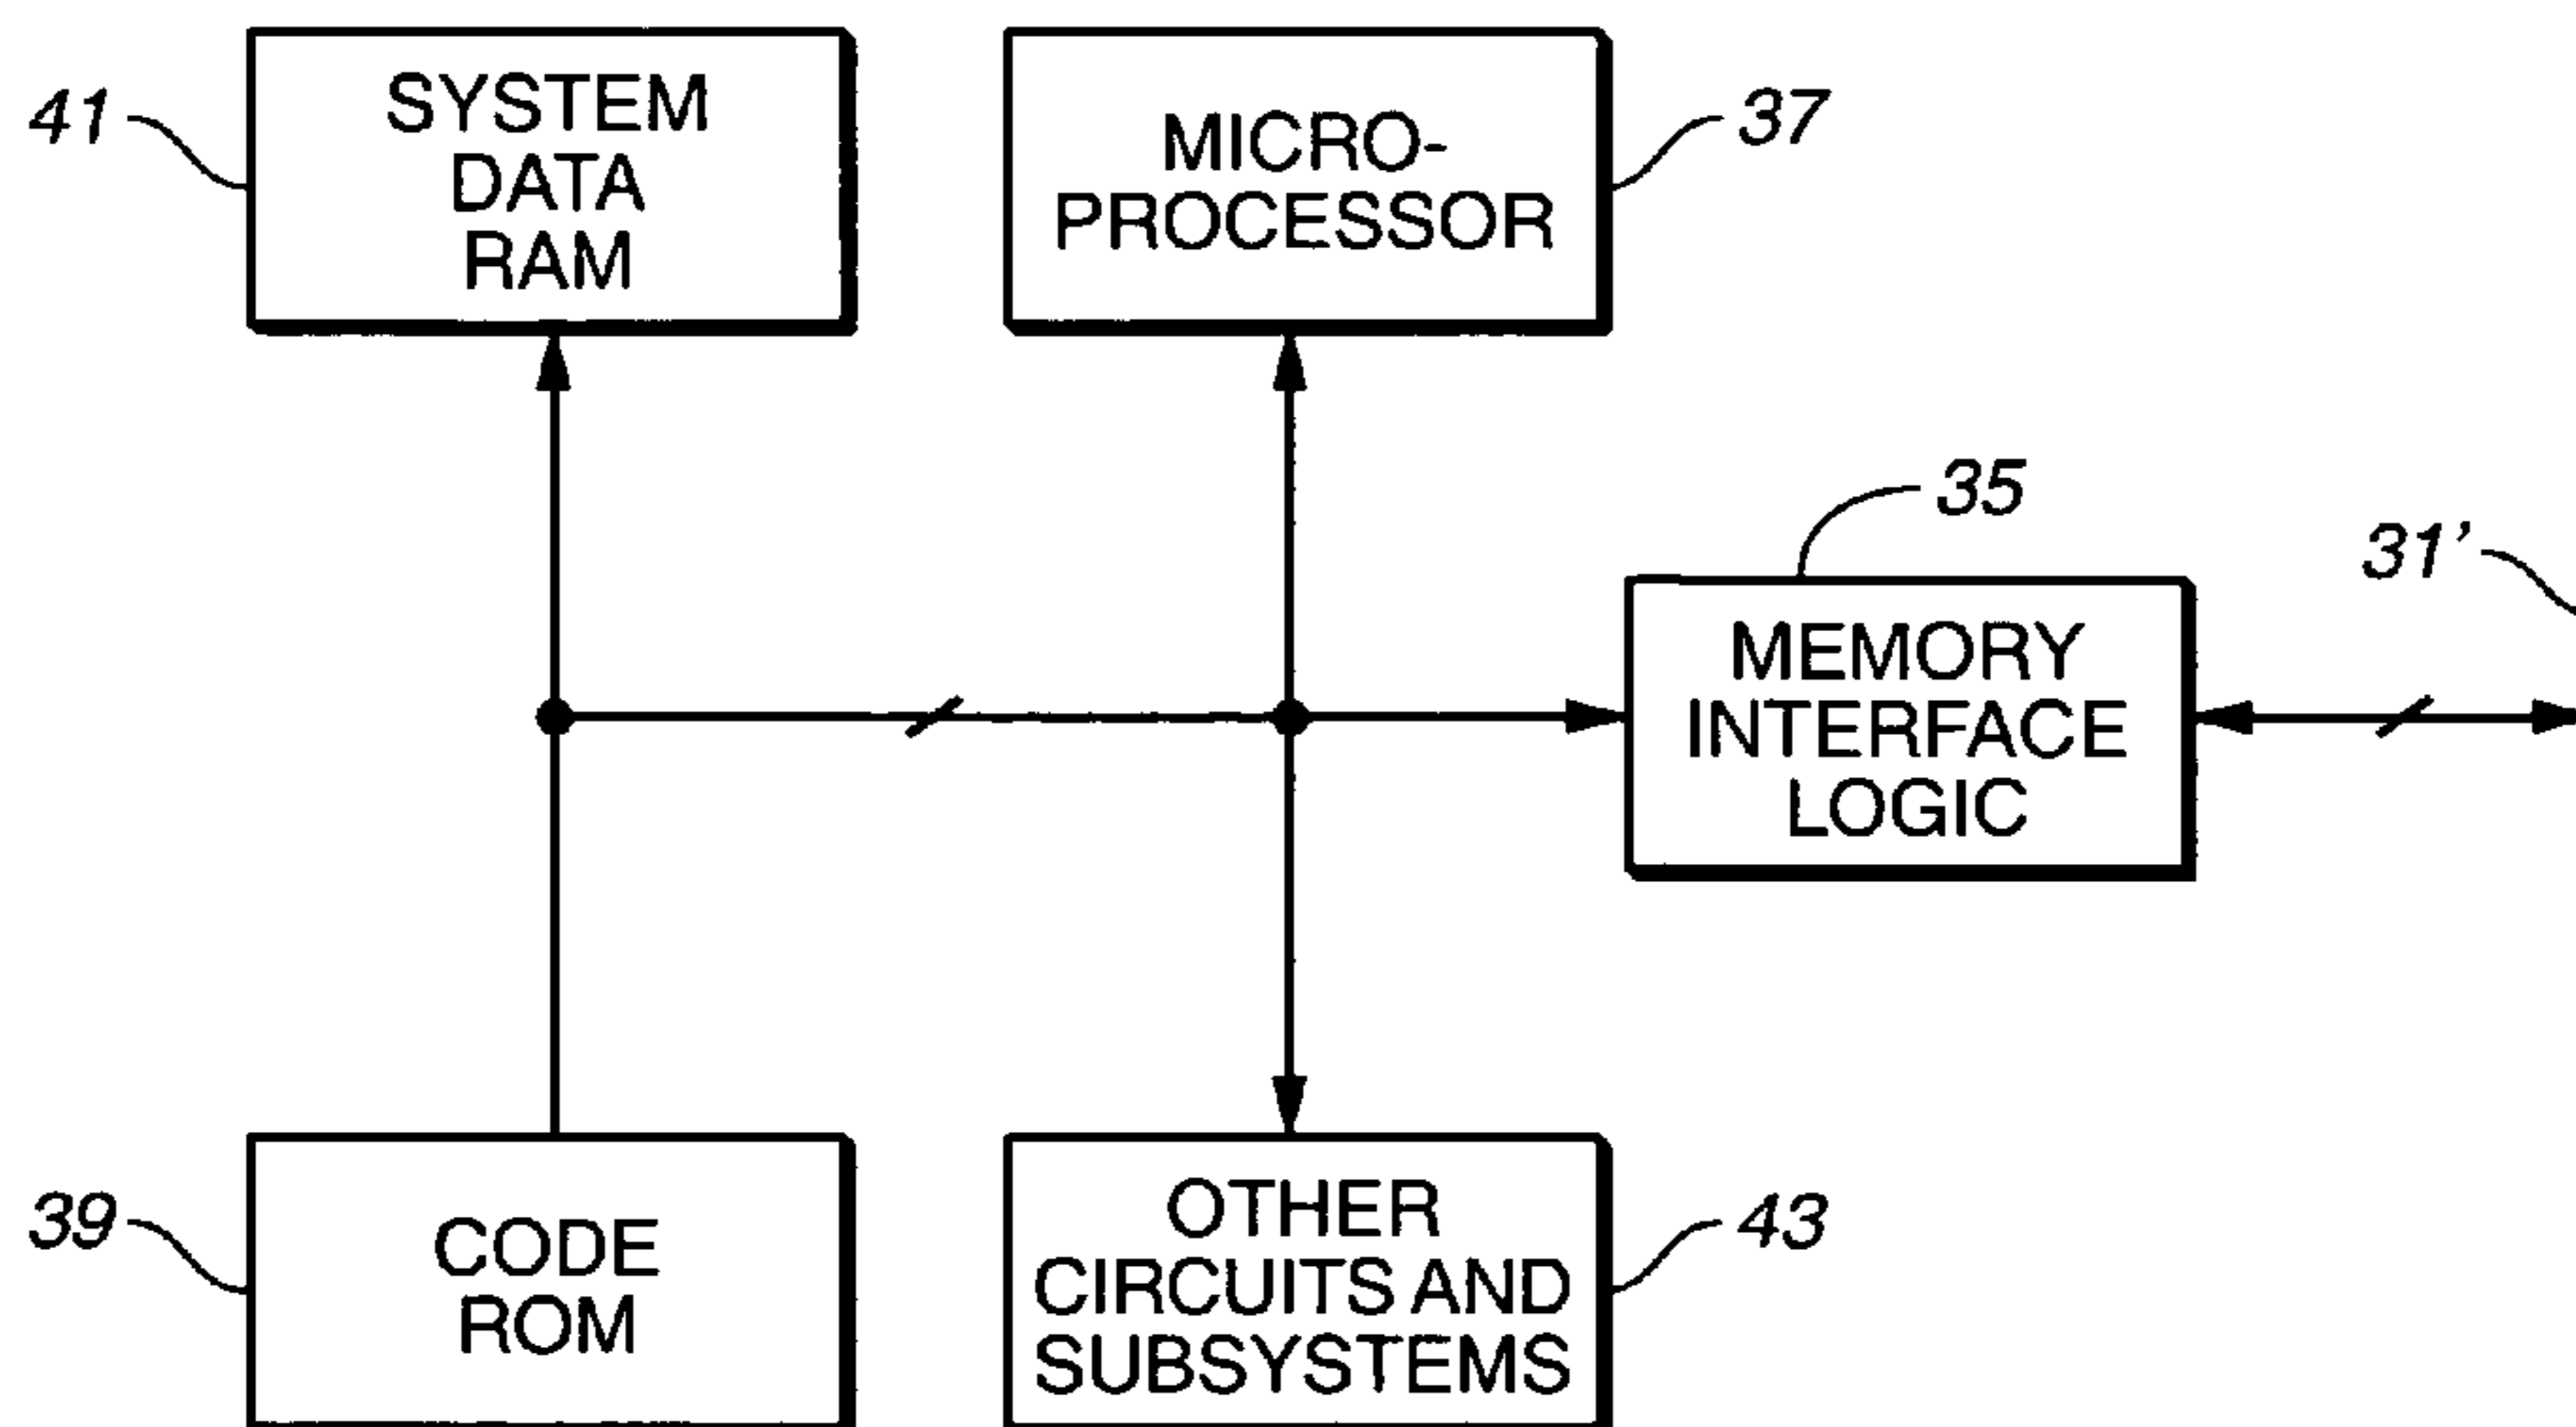 41
SYSTEM
DATA
RAM
MICRO-
PROCESSOR
37
35
31'
MEMORY
INTERFACE
LOGIC
39
CODE
ROM
OTHER
CIRCUITS AND
SUBSYSTEMS
43